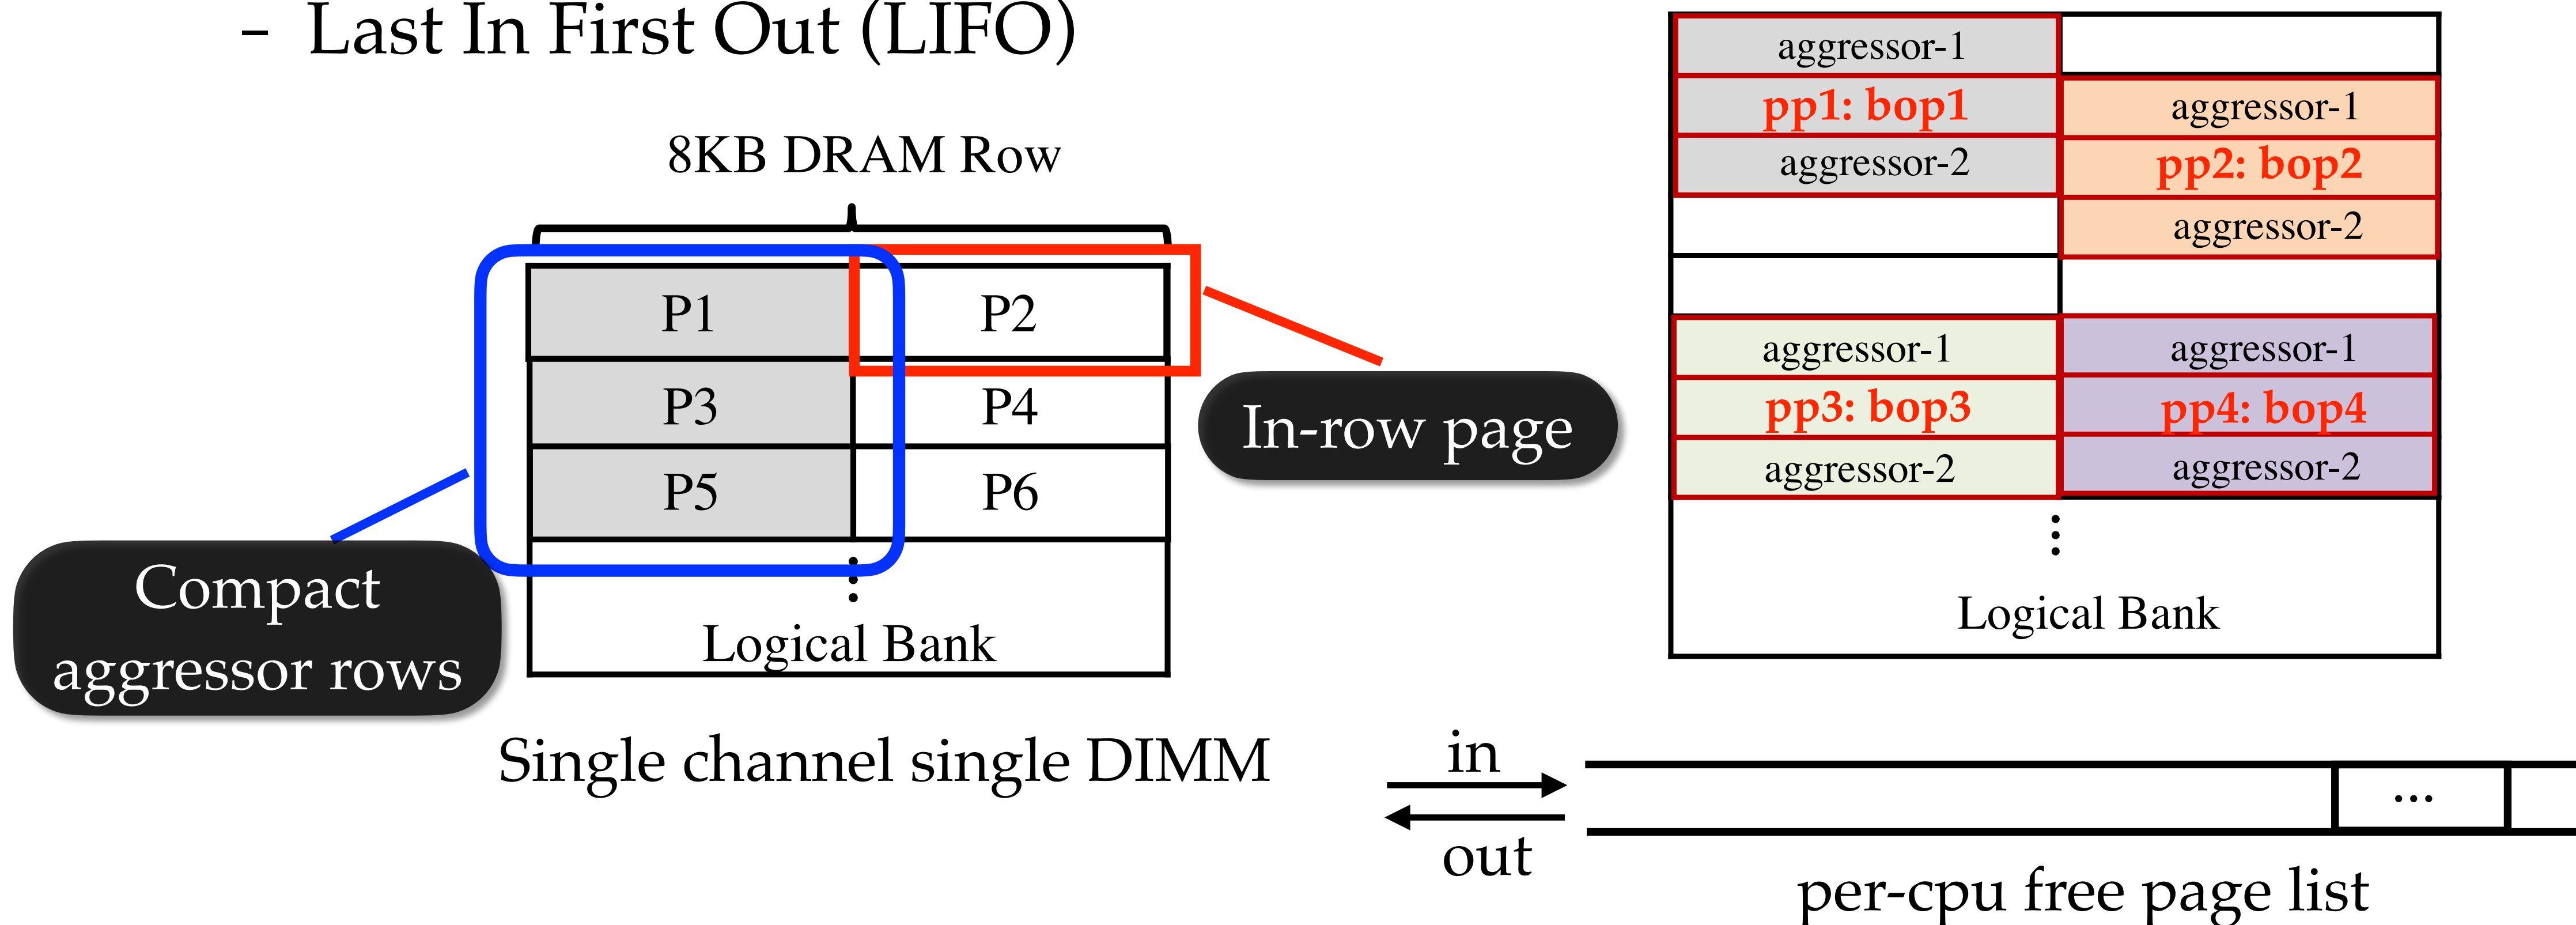 - Last In First Out (LIFO)
8KB DRAM Row
P1 P2
P3 P4
P5 P6
⋮
Logical Bank
Compact
aggressor rows
In-row page
Single channel single DIMM
aggressor-1
pp1: bop1 aggressor-1
aggressor-2 pp2: bop2
aggressor-2
aggressor-1 aggressor-1
pp3: bop3 pp4: bop4
aggressor-2 aggressor-2
⋮
Logical Bank
in
out
...
per-cpu free page list